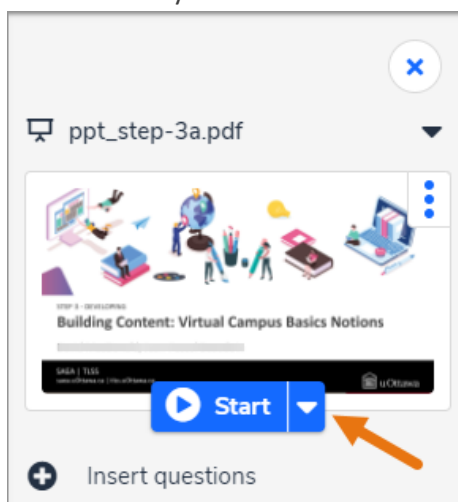 ppt_step-3a.pdf
STEP 3 - DEVELOPING
Building Content: Virtual Campus Basics Notions
SAEA | TLSS
uOttawa
Start
Insert questions